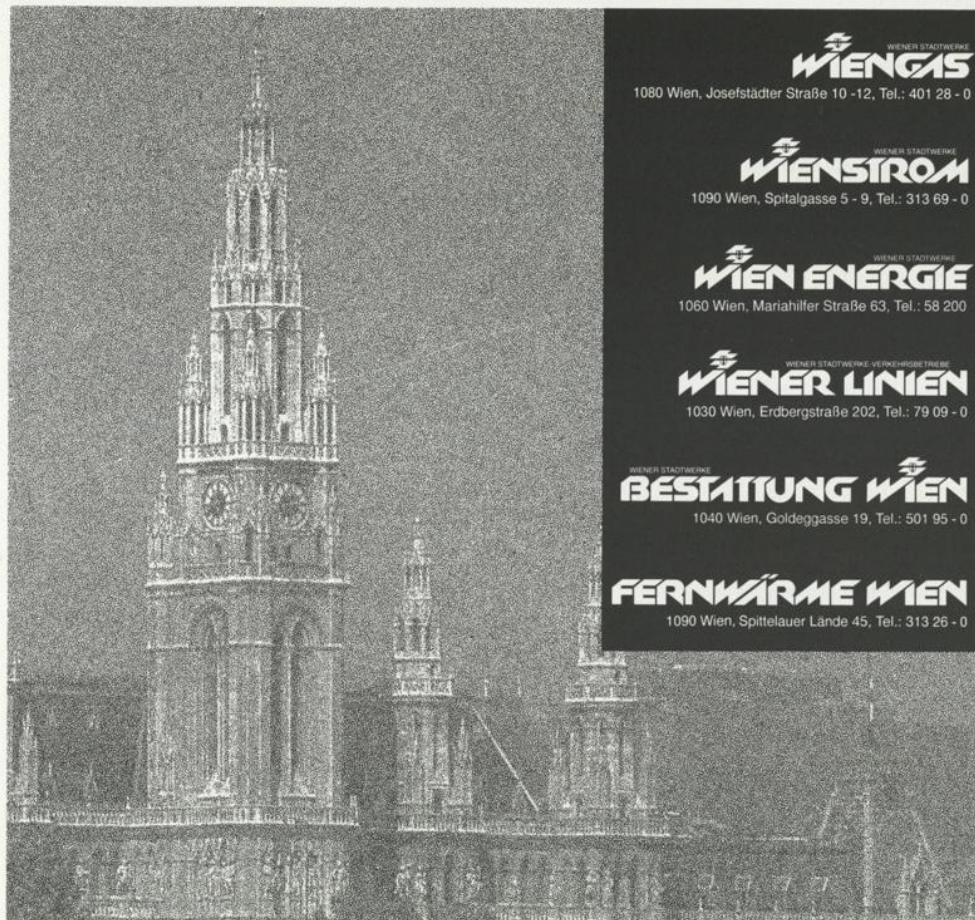 WIENER STADTWERKE
WIENGAS
1080 Wien, Josefstädter Straße 10 -12, Tel.: 401 28 - 0
WIENER STADTWERKE
WIENSTROM
1090 Wien, Spitalgasse 5 - 9, Tel.: 313 69 - 0
WIENER STADTWERKE
WIEN ENERGIE
1060 Wien, Mariahilfer Straße 63, Tel.: 58 200
WIENER STADTWERKE-VERKEHRSBETRIEBE
WIENER LINIEN
1030 Wien, Erdbergstraße 202, Tel.: 79 09 - 0
WIENER STADTWERKE
BESTATTUNG WIEN
1040 Wien, Goldeggasse 19, Tel.: 501 95 - 0
FERNWÄRME WIEN
1090 Wien, Spittelauer Lände 45, Tel.: 313 26 - 0